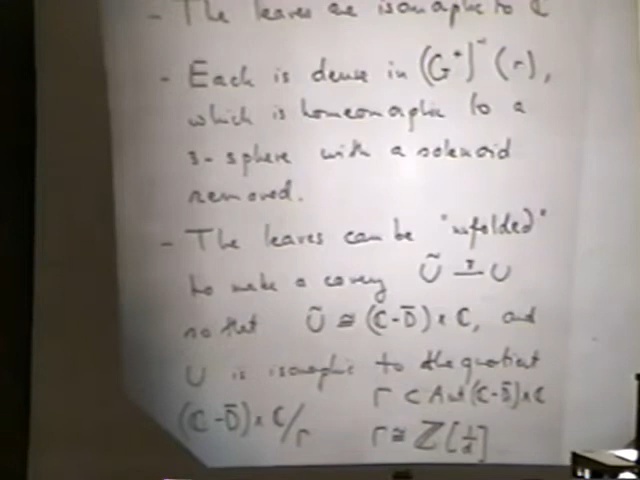 - The leaves are isomorphic to ℂ
- Each is dense in (G⁺)⁻¹(r),
which is homeomorphic to a
3-sphere with a solenoid
removed.
- The leaves can be "unfolded"
to make a covering Ũ → U
so that Ũ ≅ (ℂ-D̄) × ℂ, and
U is isomorphic to the quotient
(ℂ-D̄) × ℂ/Γ Γ ⊂ Aut (ℂ-D̄) × ℂ
Γ ≅ ℤ[1/d]